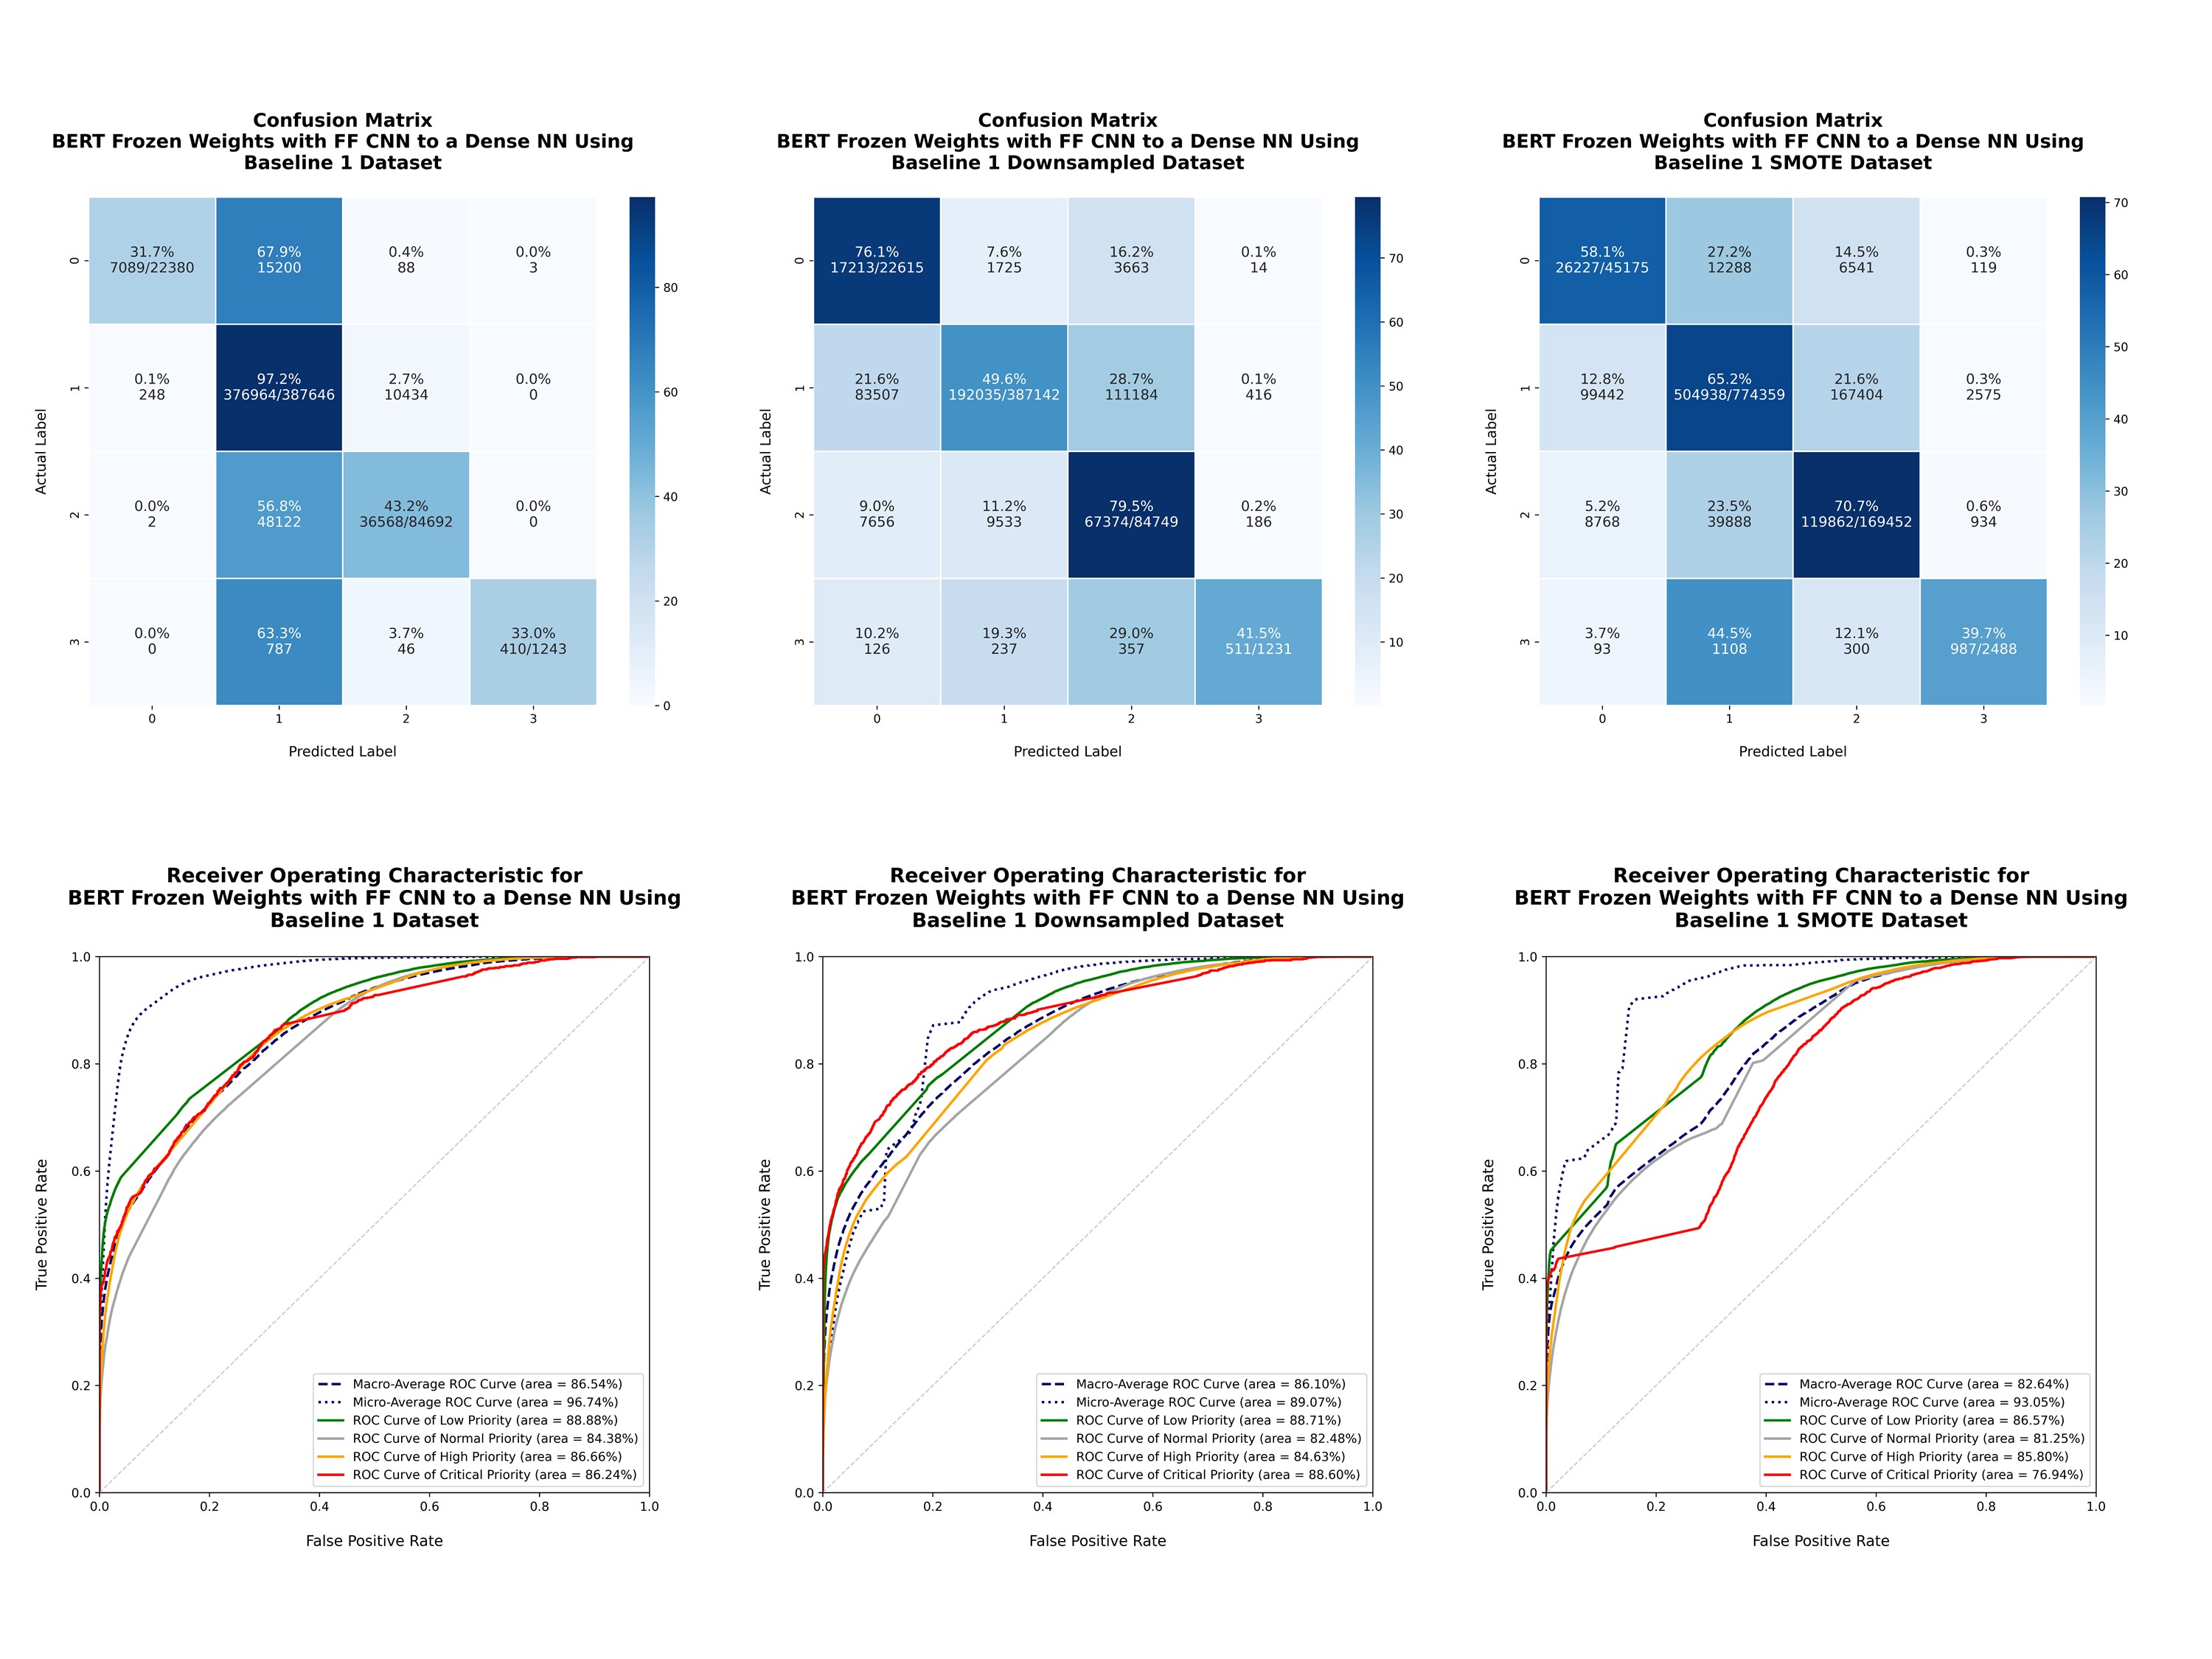 Confusion Matrix
BERT Frozen Weights with FF CNN to a Dense NN Using
Baseline 1 Dataset
31.7% 67.9% 0.4% 0.0%
7089/22380 15200 88 3
0.1% 97.2% 2.7% 0.0%
248 376964/387646 10434 0
0.0% 56.8% 43.2% 0.0%
2 48122 36568/84692 0
0.0% 63.3% 3.7% 33.0%
0 787 46 410/1243
0
1
2
3
Actual Label
0 1 2 3
Predicted Label
80
60
40
20
0
Confusion Matrix
BERT Frozen Weights with FF CNN to a Dense NN Using
Baseline 1 Downsampled Dataset
76.1% 7.6% 16.2% 0.1%
17213/22615 1725 3663 14
21.6% 49.6% 28.7% 0.1%
83507 192035/387142 111184 416
9.0% 11.2% 79.5% 0.2%
7656 9533 67374/84749 186
10.2% 19.3% 29.0% 41.5%
126 237 357 511/1231
0
1
2
3
Actual Label
0 1 2 3
Predicted Label
70
60
50
40
30
20
10
Confusion Matrix
BERT Frozen Weights with FF CNN to a Dense NN Using
Baseline 1 SMOTE Dataset
58.1% 27.2% 14.5% 0.3%
26227/45175 12288 6541 119
12.8% 65.2% 21.6% 0.3%
99442 504938/774359 167404 2575
5.2% 23.5% 70.7% 0.6%
8768 39888 119862/169452 934
3.7% 44.5% 12.1% 39.7%
93 1108 300 987/2488
0
1
2
3
Actual Label
0 1 2 3
Predicted Label
70
60
50
40
30
20
10
Receiver Operating Characteristic for
BERT Frozen Weights with FF CNN to a Dense NN Using
Baseline 1 Dataset
1.0
0.8
0.6
0.4
0.2
0.0
True Positive Rate
Macro-Average ROC Curve (area = 86.54%)
Micro-Average ROC Curve (area = 96.74%)
ROC Curve of Low Priority (area = 88.88%)
ROC Curve of Normal Priority (area = 84.38%)
ROC Curve of High Priority (area = 86.66%)
ROC Curve of Critical Priority (area = 86.24%)
0.0 0.2 0.4 0.6 0.8 1.0
False Positive Rate
Receiver Operating Characteristic for
BERT Frozen Weights with FF CNN to a Dense NN Using
Baseline 1 Downsampled Dataset
1.0
0.8
0.6
0.4
0.2
0.0
True Positive Rate
Macro-Average ROC Curve (area = 86.10%)
Micro-Average ROC Curve (area = 89.07%)
ROC Curve of Low Priority (area = 88.71%)
ROC Curve of Normal Priority (area = 82.48%)
ROC Curve of High Priority (area = 84.63%)
ROC Curve of Critical Priority (area = 88.60%)
0.0 0.2 0.4 0.6 0.8 1.0
False Positive Rate
Receiver Operating Characteristic for
BERT Frozen Weights with FF CNN to a Dense NN Using
Baseline 1 SMOTE Dataset
1.0
0.8
0.6
0.4
0.2
0.0
True Positive Rate
Macro-Average ROC Curve (area = 82.64%)
Micro-Average ROC Curve (area = 93.05%)
ROC Curve of Low Priority (area = 86.57%)
ROC Curve of Normal Priority (area = 81.25%)
ROC Curve of High Priority (area = 85.80%)
ROC Curve of Critical Priority (area = 76.94%)
0.0 0.2 0.4 0.6 0.8 1.0
False Positive Rate